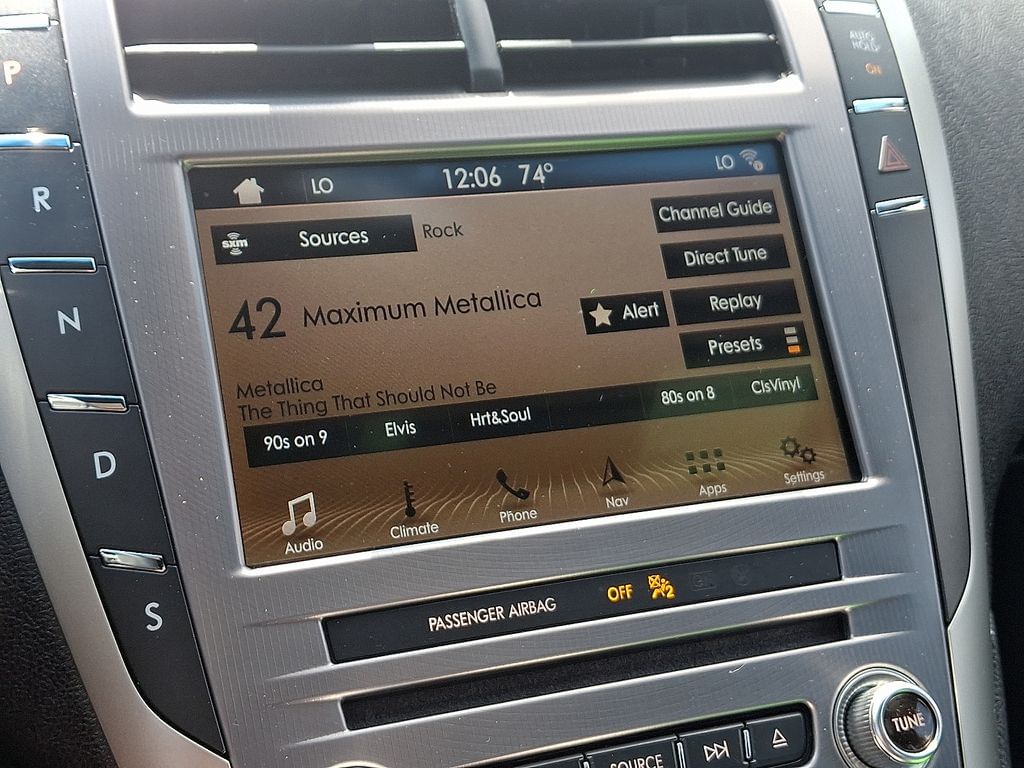 P
R
N
D
S
AUTO HOLD
ON
LO 12:06 74° LO
sxm Sources Rock
Channel Guide
Direct Tune
42 Maximum Metallica
Alert
Replay
Presets
Metallica
The Thing That Should Not Be
90s on 9 Elvis Hrt&Soul 80s on 8 ClsVinyl
Audio Climate Phone Nav Apps Settings
PASSENGER AIRBAG OFF 2
SOURCE
TUNE